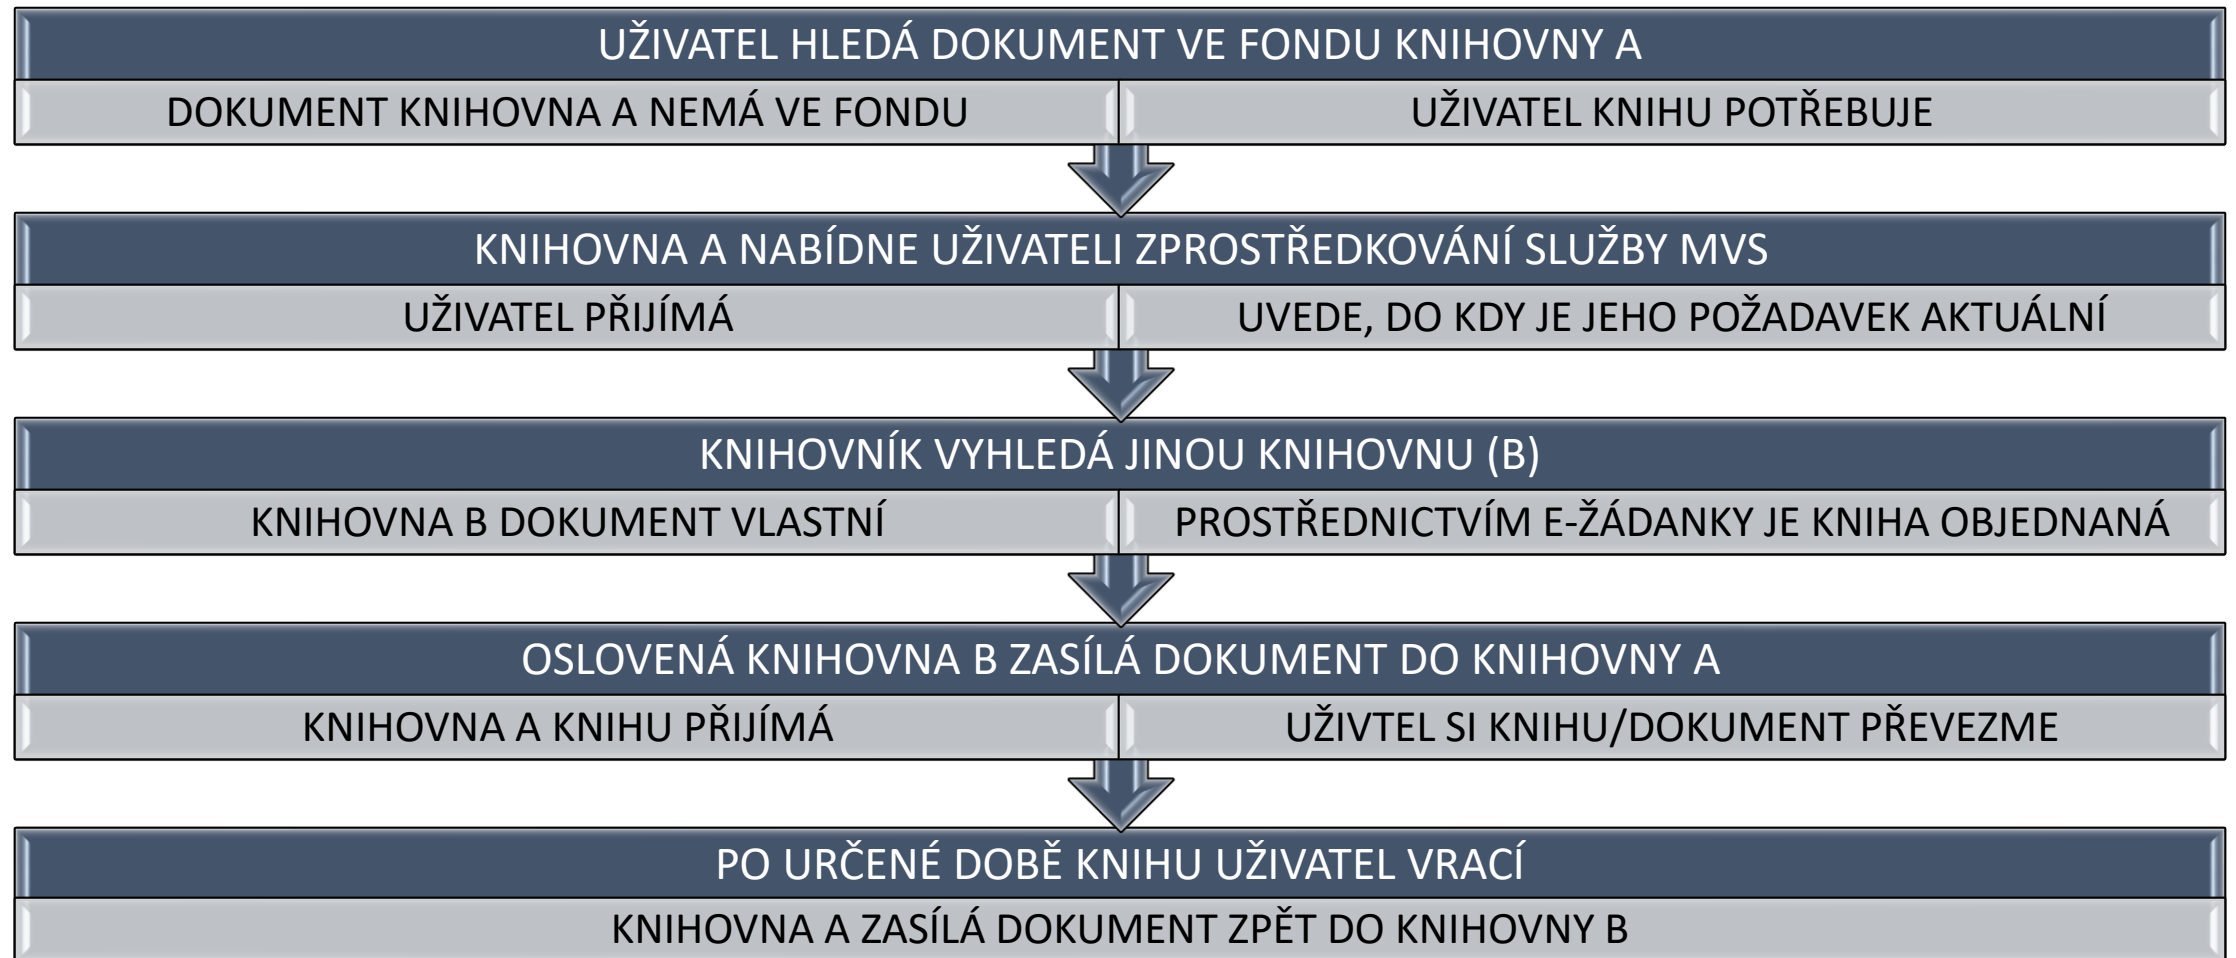 UŽIVATEL HLEDÁ DOKUMENT VE FONDU KNIHOVNY A
DOKUMENT KNIHOVNA A NEMÁ VE FONDU
UŽIVATEL KNIHU POTŘEBUJE
KNIHOVNA A NABÍDNE UŽIVATELI ZPROSTŘEDKOVÁNÍ SLUŽBY MVS
UŽIVATEL PŘIJÍMÁ
UVEDE, DO KDY JE JEHO POŽADAVEK AKTUÁLNÍ
KNIHOVNÍK VYHLEDÁ JINOU KNIHOVNU (B)
KNIHOVNA B DOKUMENT VLASTNÍ
PROSTŘEDNICTVÍM E-ŽÁDANKY JE KNIHA OBJEDNANÁ
OSLOVENÁ KNIHOVNA B ZASÍLÁ DOKUMENT DO KNIHOVNY A
KNIHOVNA A KNIHU PŘIJÍMÁ
UŽIVTEL SI KNIHU/DOKUMENT PŘEVEZME
PO URČENÉ DOBĚ KNIHU UŽIVATEL VRACÍ
KNIHOVNA A ZASÍLÁ DOKUMENT ZPĚT DO KNIHOVNY B